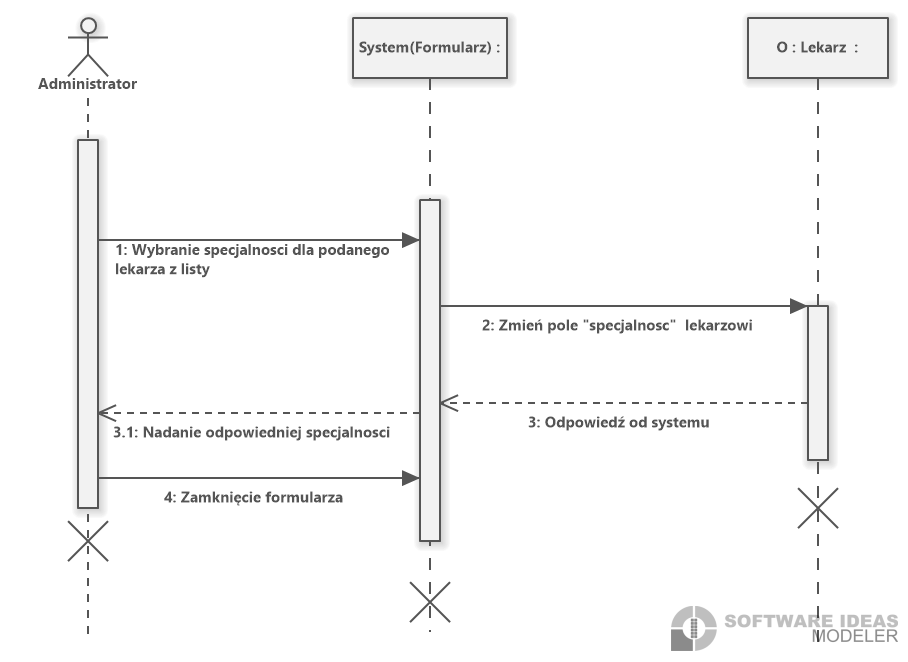 System(Formularz) :
O : Lekarz :
Administrator
1: Wybranie specjalnosci dla podanego
lekarza z listy
2: Zmień pole "specjalnosc" lekarzowi
3: Odpowiedź od systemu
3.1: Nadanie odpowiedniej specjalnosci
4: Zamknięcie formularza
SOFTWARE IDEAS
MODELER